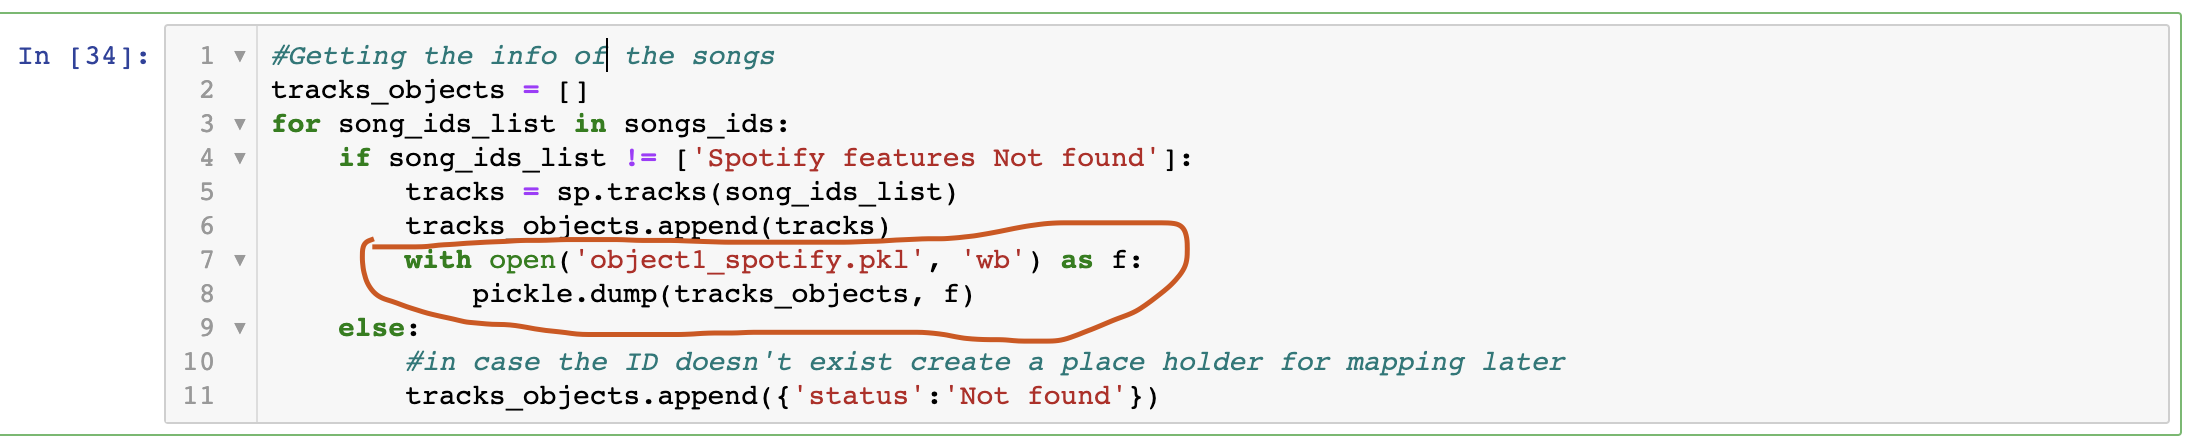 In [34]:
1 #Getting the info of the songs
2 tracks_objects = []
3 for song_ids_list in songs_ids:
4     if song_ids_list != ['Spotify features Not found']:
5         tracks = sp.tracks(song_ids_list)
6         tracks_objects.append(tracks)
7         with open('object1_spotify.pkl', 'wb') as f:
8             pickle.dump(tracks_objects, f)
9     else:
10         #in case the ID doesn't exist create a place holder for mapping later
11         tracks_objects.append({'status':'Not found'})